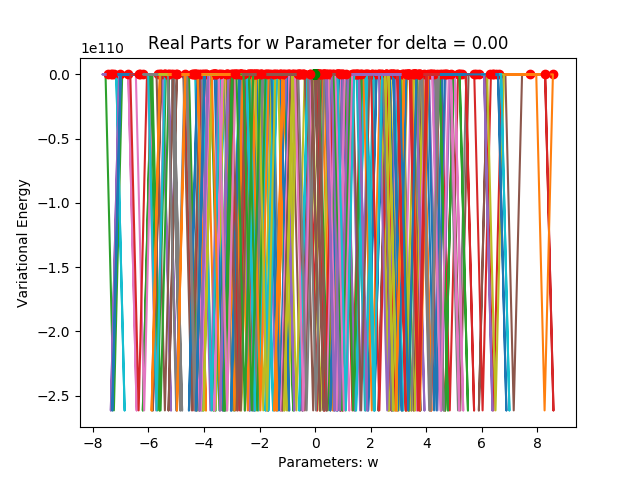 Real Parts for w Parameter for delta = 0.00
1e110
0.0
−0.5
−1.0
−1.5
−2.0
−2.5
Variational Energy
−8 −6 −4 −2 0 2 4 6 8
Parameters: w